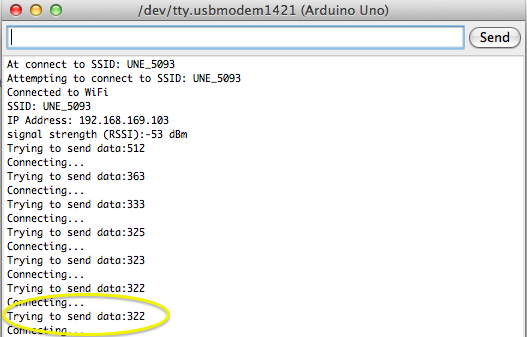 /dev/tty.usbmodem1421 (Arduino Uno)
Send
At connect to SSID: UNE_5093
Attempting to connect to SSID: UNE_5093
Connected to WiFi
SSID: UNE_5093
IP Address: 192.168.169.103
signal strength (RSSI):-53 dBm
Trying to send data:512
Connecting...
Trying to send data:363
Connecting...
Trying to send data:333
Connecting...
Trying to send data:325
Connecting...
Trying to send data:323
Connecting...
Trying to send data:322
Connecting...
Trying to send data:322
Connecting...